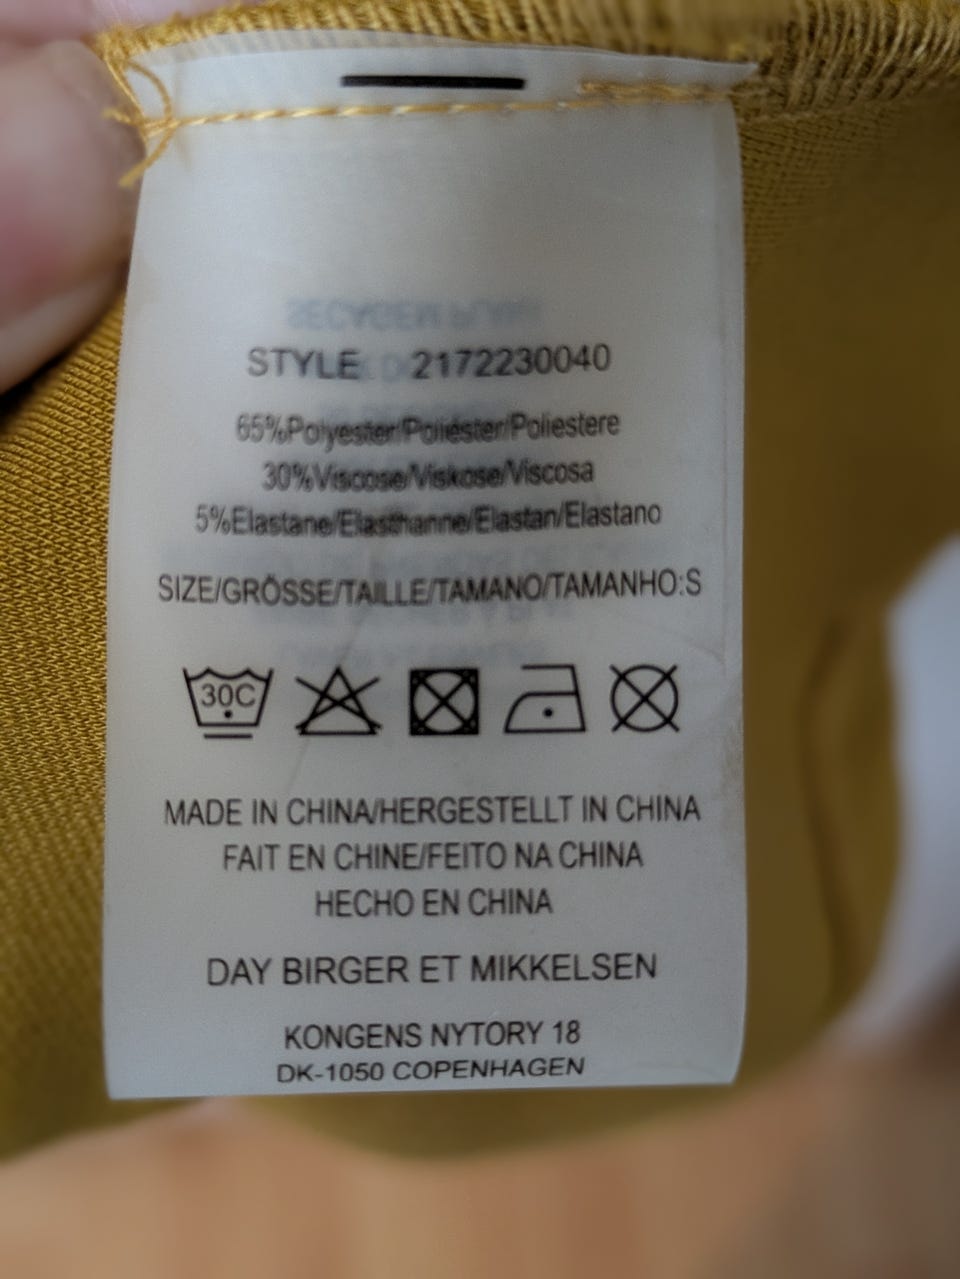 STYLE 2172230040
65%Polyester/Poliéster/Poliestere
30%Viscose/Viskose/Viscosa
5%Elastane/Elasthanne/Elastan/Elastano
SIZE/GRÖSSE/TAILLE/TAMANO/TAMANHO:S
30C
MADE IN CHINA/HERGESTELLT IN CHINA
FAIT EN CHINE/FEITO NA CHINA
HECHO EN CHINA
DAY BIRGER ET MIKKELSEN
KONGENS NYTORY 18
DK-1050 COPENHAGEN